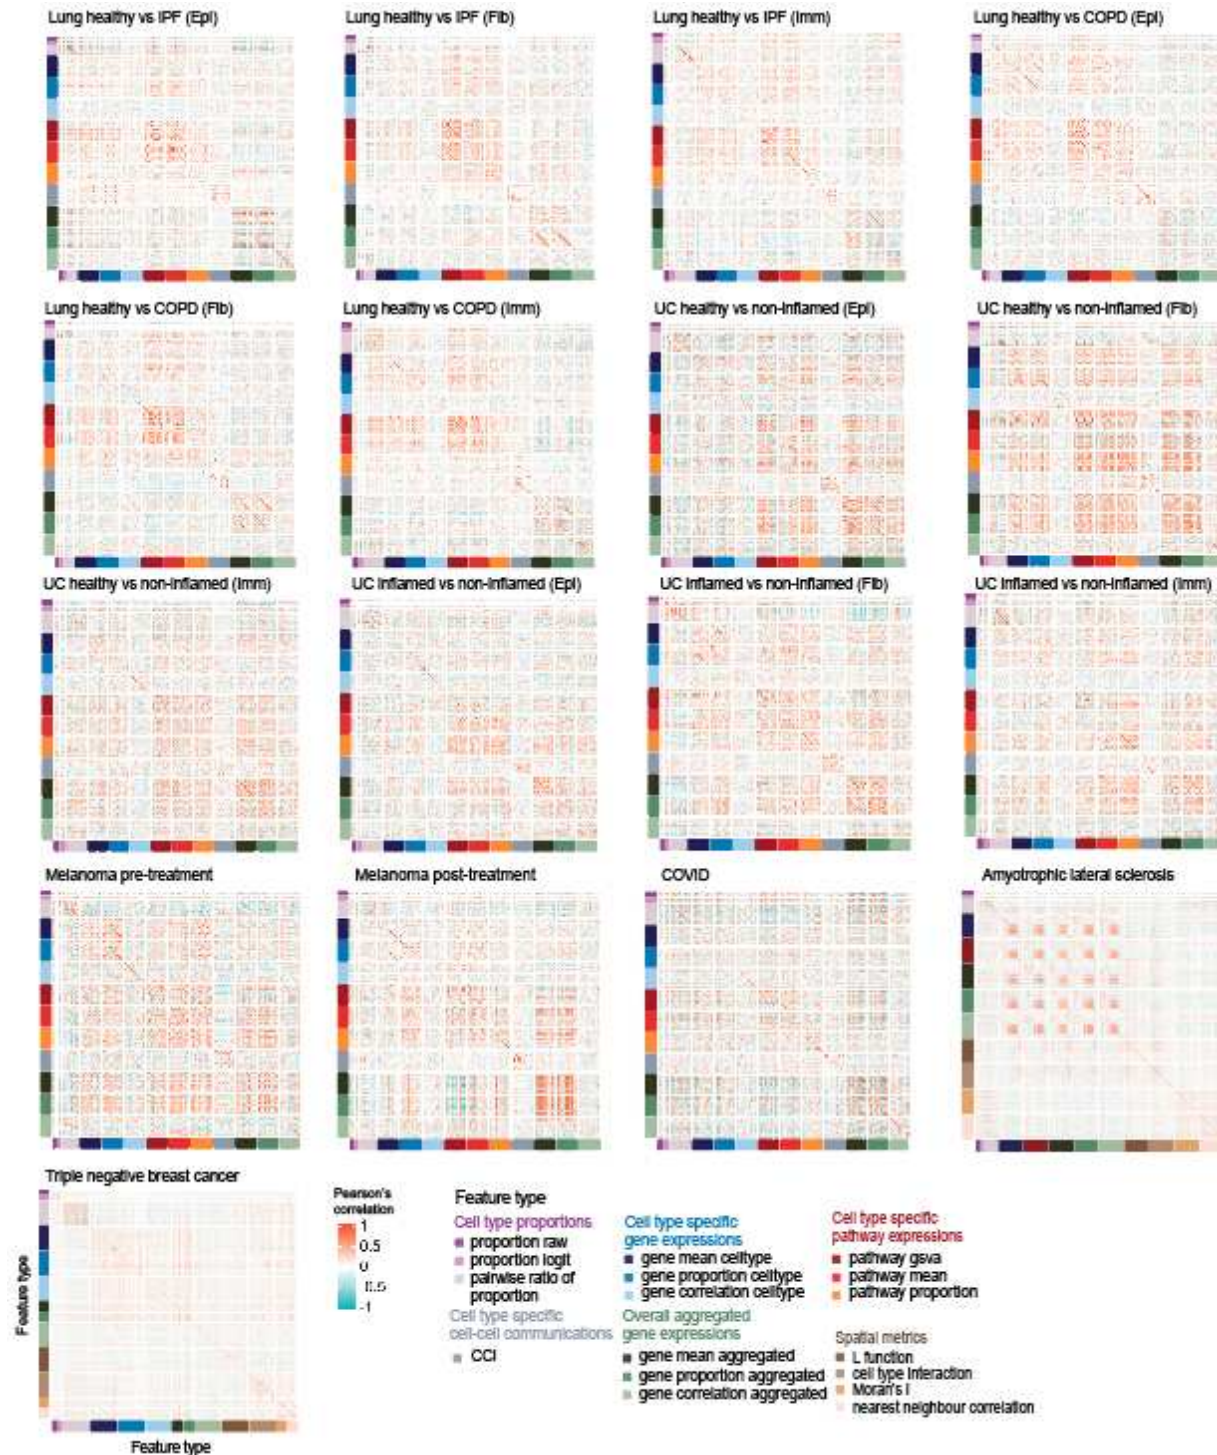 Lung healthy vs IPF (Epi)
Lung healthy vs IPF (Fib)
Lung healthy vs IPF (Imm)
Lung healthy vs COPD (Epi)
Lung healthy vs COPD (Fib)
Lung healthy vs COPD (Imm)
UC healthy vs non-inflamed (Epi)
UC healthy vs non-inflamed (Fib)
UC healthy vs non-inflamed (Imm)
UC inflamed vs non-inflamed (Epi)
UC inflamed vs non-inflamed (Fib)
UC inflamed vs non-inflamed (Imm)
Melanoma pre-treatment
Melanoma post-treatment
COVID
Amyotrophic lateral sclerosis
Triple negative breast cancer
Feature type
Feature type
Pearson's
correlation
1
0.5
0
-0.5
-1
Feature type
Cell type proportions
proportion raw
proportion logit
pairwise ratio of
proportion
Cell type specific
cell-cell communications
CCI
Cell type specific
gene expressions
gene mean celltype
gene proportion celltype
gene correlation celltype
Overall aggregated
gene expressions
gene mean aggregated
gene proportion aggregated
gene correlation aggregated
Cell type specific
pathway expressions
pathway gsva
pathway mean
pathway proportion
Spatial metrics
L function
cell type interaction
Moran's I
nearest neighbour correlation